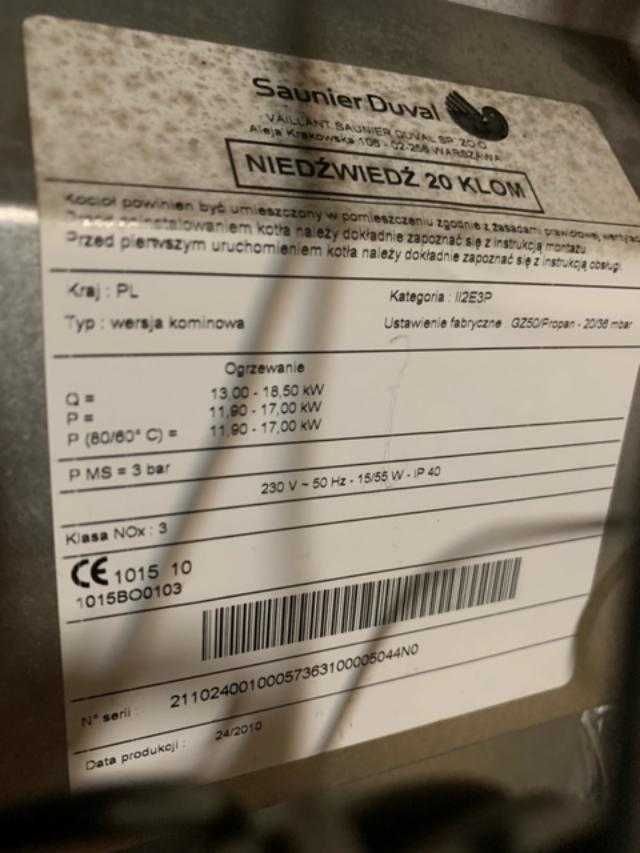 Saunier Duval
VAILLANT SAUNIER DUVAL SP. ZO.O
Aleja Krakowska 106 - 02-256 WARSZAWA
NIEDŹWIEDŹ 20 KLOM
Kocioł powinien być umieszczony w pomieszczeniu zgodnie z zasadami prawidłowej
Przed zainstalowaniem kotła należy dokładnie zapoznać się z instrukcją montażu
Przed pierwszym uruchomieniem kotła należy dokładnie zapoznać się z instrukcją obsługi
Kraj : PL Kategoria : II2E3P
Typ : wersja kominowa Ustawienie fabryczne GZ50/Propan - 20/36 mbar
Ogrzewanie
Q = 13,00 - 18,50 kW
P = 11,90 - 17,00 kW
P (80/60° C) = 11,90 - 17,00 kW
P MS = 3 bar
230 V ~ 50 Hz - 15/55 W - IP 40
Klasa NOx : 3
CE 1015 10
1015BO0103
N° serii : 21102400100057363100005044N0
Data produkcji : 24/2010